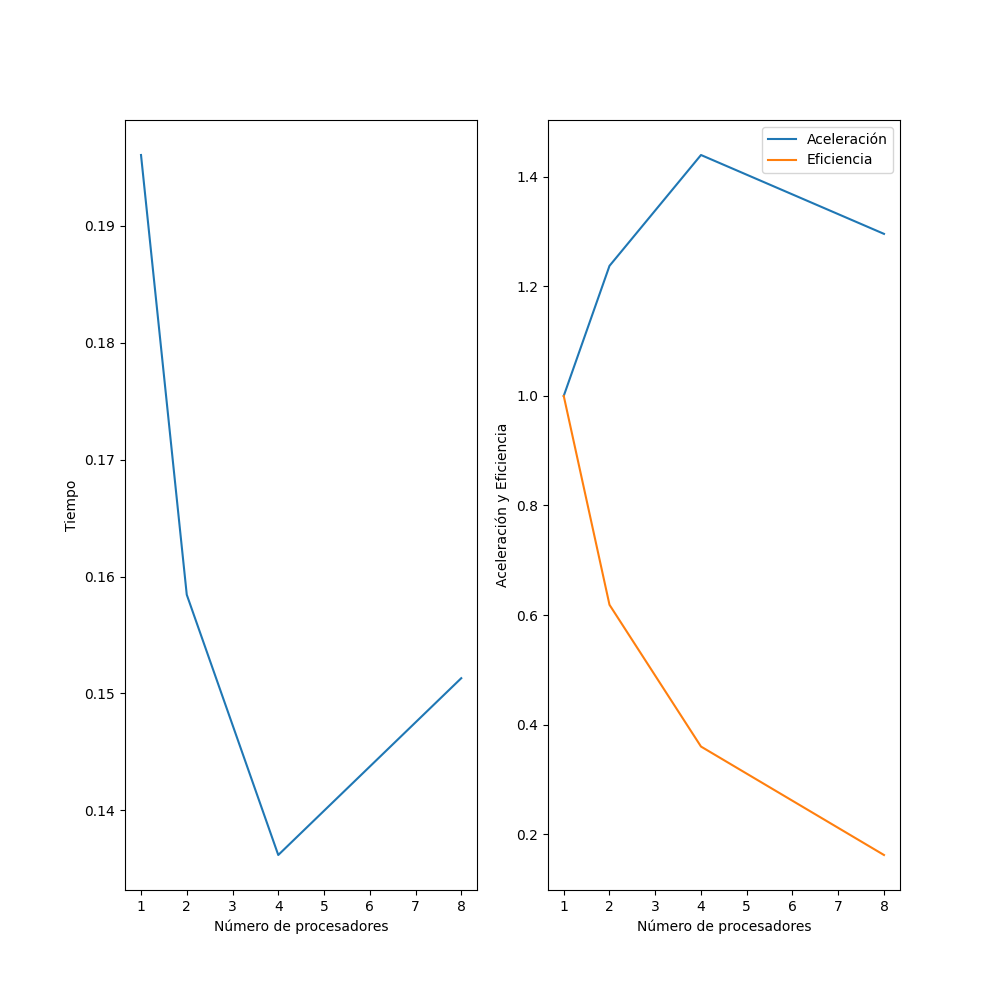 Tiempo
0.19
0.18
0.17
0.16
0.15
0.14
1 2 3 4 5 6 7 8
Número de procesadores
Aceleración y Eficiencia
1.4
1.2
1.0
0.8
0.6
0.4
0.2
1 2 3 4 5 6 7 8
Número de procesadores
Aceleración
Eficiencia